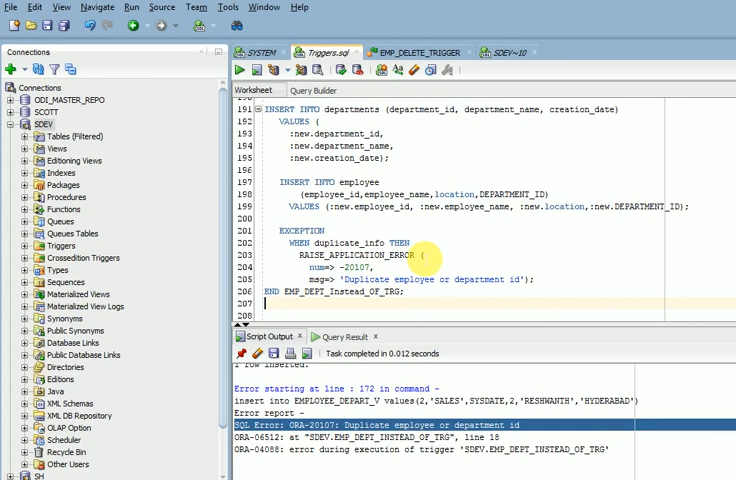 File Edit View Navigate Run Source Team Tools Window Help
Connections
Connections
ODI_MASTER_REPO
SCOTT
SDEV
Tables (Filtered)
Views
Editioning Views
Indexes
Packages
Procedures
Functions
Queues
Queues Tables
Triggers
Crossedition Triggers
Types
Sequences
Materialized Views
Materialized View Logs
Synonyms
Public Synonyms
Database Links
Public Database Links
Directories
Editions
Java
XML Schemas
XML DB Repository
OLAP Option
Scheduler
Recycle Bin
Other Users
SH
SYSTEM Triggers.sql EMP_DELETE_TRIGGER SDEV~10
Worksheet Query Builder
191 INSERT INTO departments (department_id, department_name, creation_date)
192 VALUES (
193 :new.department_id,
194 :new.department_name,
195 :new.creation_date);
196
197 INSERT INTO employee
198 (employee_id,employee_name,location,DEPARTMENT_ID)
199 VALUES (:new.employee_id, :new.employee_name, :new.location,:new.DEPARTMENT_ID);
200
201 EXCEPTION
202 WHEN duplicate_info THEN
203 RAISE_APPLICATION_ERROR (
204 num=> -20107,
205 msg=> 'Duplicate employee or department id');
206 END EMP_DEPT_Instead_OF_TRG;
207
208
Script Output Query Result
Task completed in 0.012 seconds
1 row inserted.
Error starting at line : 172 in command -
insert into EMPLOYEE_DEPART_V values(2,'SALES',SYSDATE,2,'RESHWANTH','HYDERABAD')
Error report -
SQL Error: ORA-20107: Duplicate employee or department id
ORA-06512: at "SDEV.EMP_DEPT_INSTEAD_OF_TRG", line 18
ORA-04088: error during execution of trigger 'SDEV.EMP_DEPT_INSTEAD_OF_TRG'